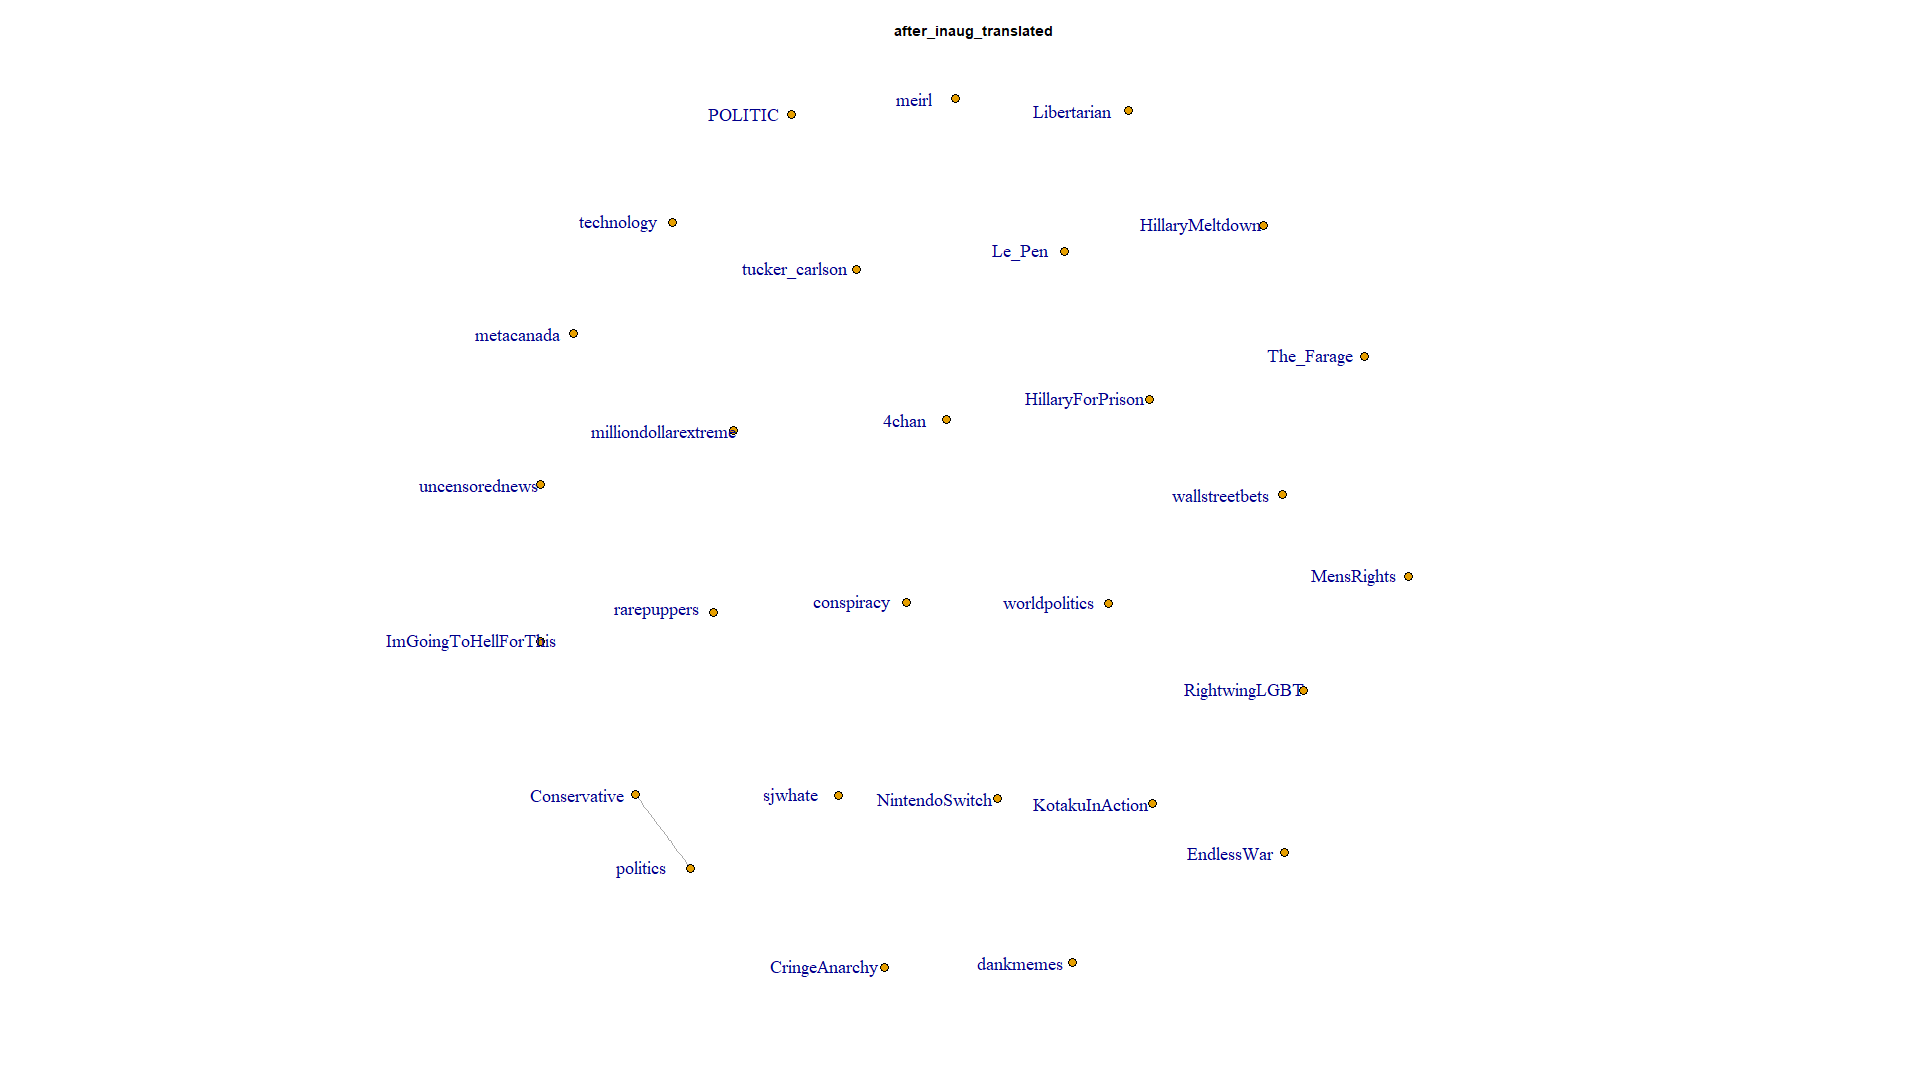 after_inaug_translated
meirl
POLITIC
Libertarian
technology
HillaryMeltdown
Le_Pen
tucker_carlson
metacanada
The_Farage
HillaryForPrison
4chan
milliondollarextreme
uncensorednews
wallstreetbets
MensRights
conspiracy
worldpolitics
rarepuppers
ImGoingToHellForThis
RightwingLGBT
Conservative
sjwhate
NintendoSwitch
KotakuInAction
EndlessWar
politics
CringeAnarchy
dankmemes